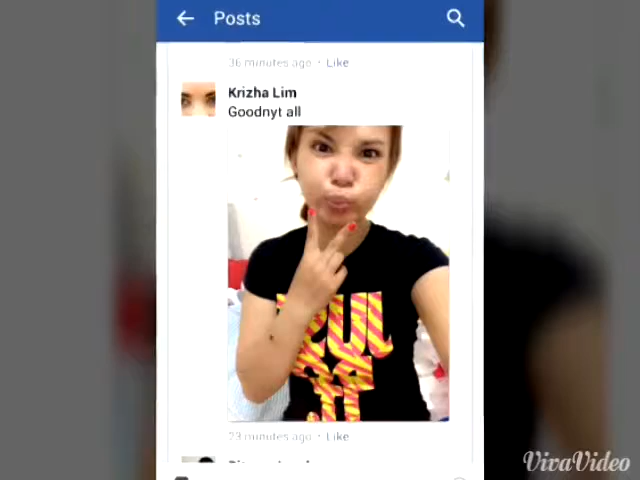 Posts
36 minutes ago · Like
Krizha Lim
Goodnyt all
23 minutes ago · Like
VivaVideo